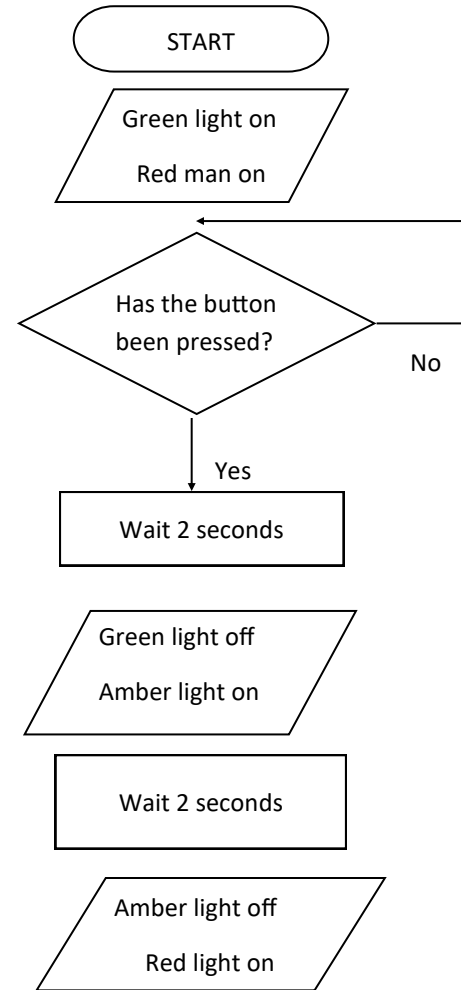 START
Green light on
Red man on
Has the button
been pressed?
No
Yes
Wait 2 seconds
Green light off
Amber light on
Wait 2 seconds
Amber light off
Red light on